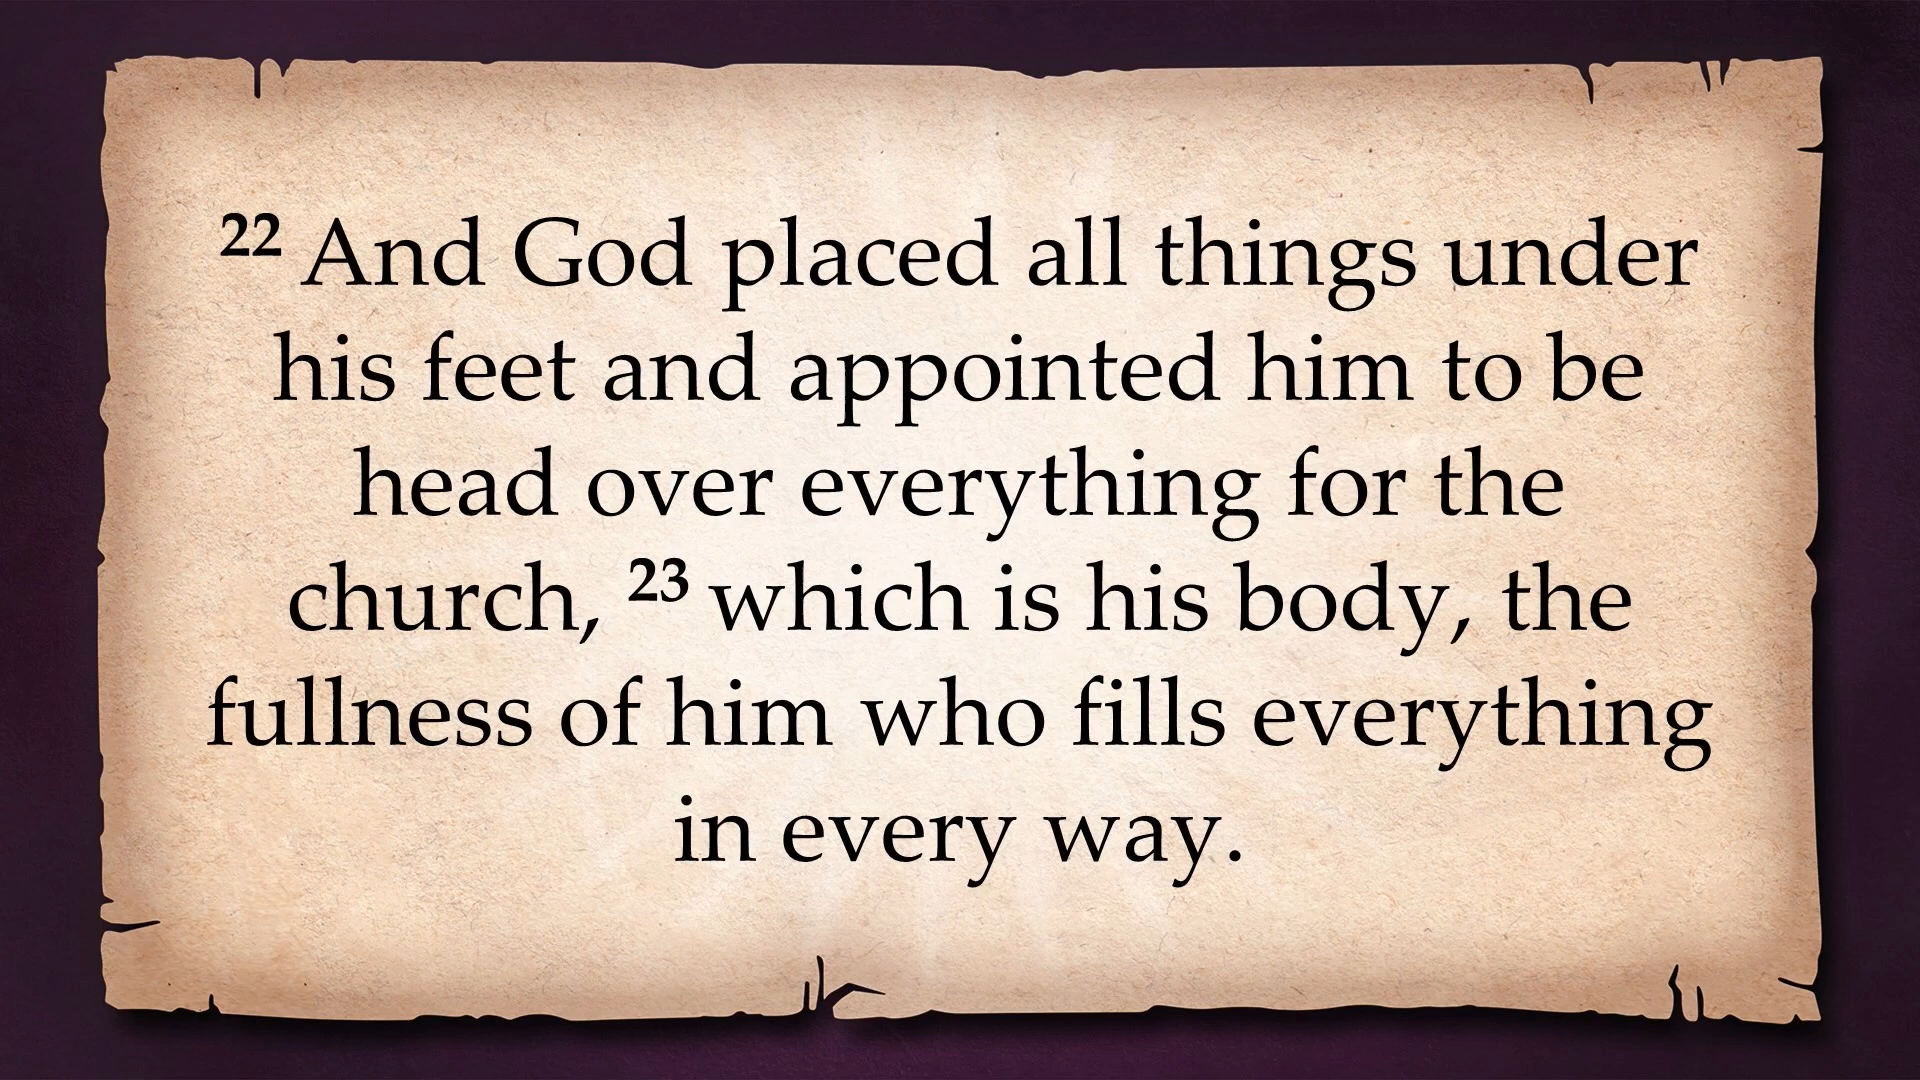 22 And God placed all things under
his feet and appointed him to be
head over everything for the
church, 23 which is his body, the
fullness of him who fills everything
in every way.